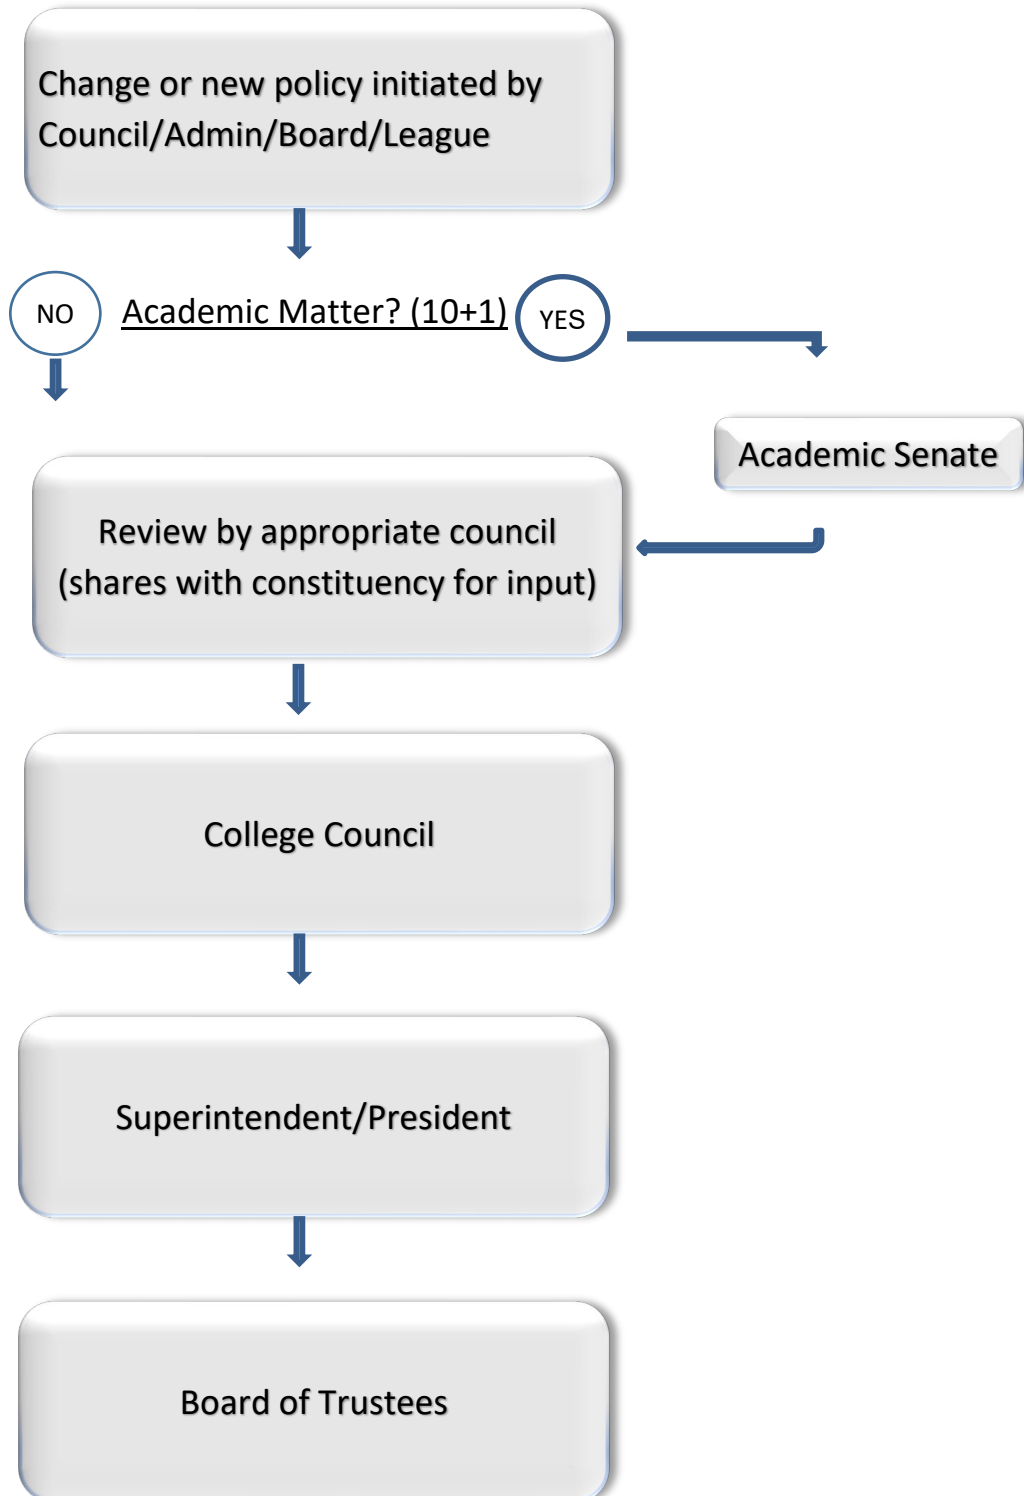 Change or new policy initiated by
Council/Admin/Board/League
NO
Academic Matter? (10+1)
YES
Academic Senate
Review by appropriate council
(shares with constituency for input)
College Council
Superintendent/President
Board of Trustees